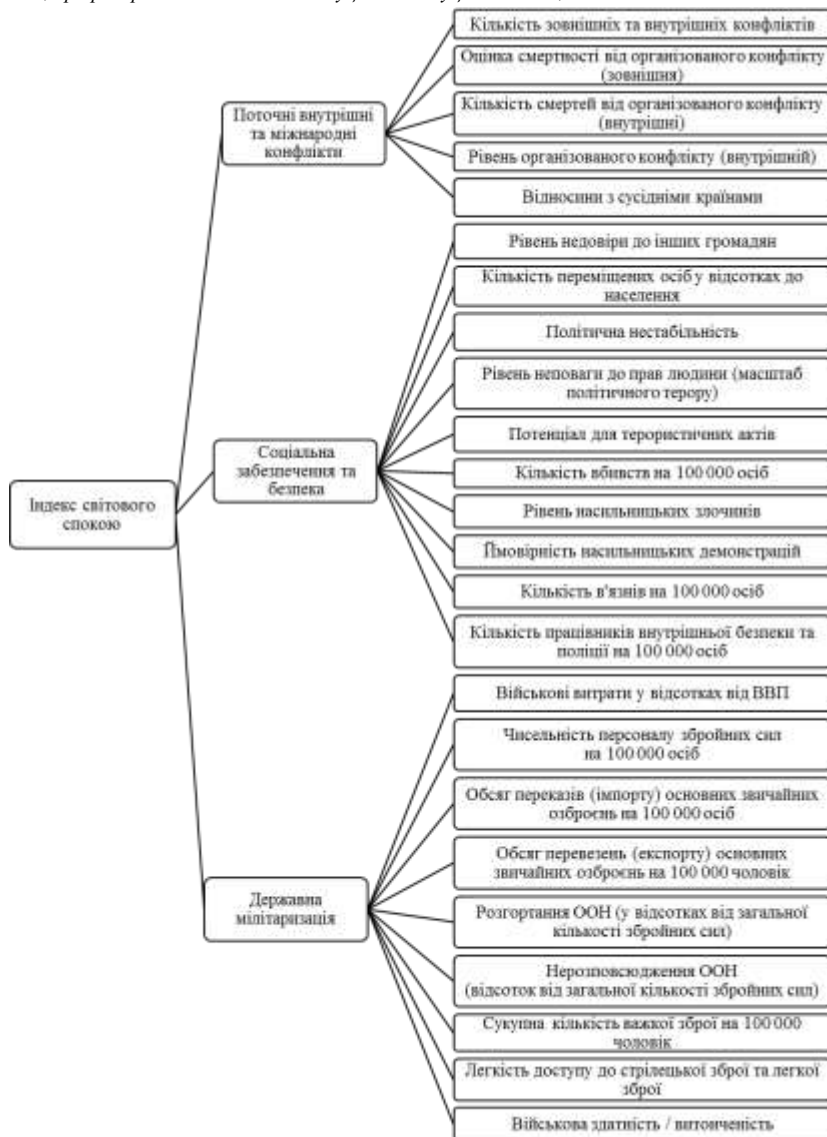 Кількість зовнішніх та внутрішніх конфліктів
Оцінка смертності від організованого конфлікту
(зовнішня)
Кількість смертей від організованого конфлікту
(внутрішні)
Рівень організованого конфлікту (внутрішній)
Відносини з сусідніми країнами
Поточні внутрішні
та міжнародні
конфлікти
Рівень недовіри до інших громадян
Кількість переміщених осіб у відсотках до
населення
Політична нестабільність
Рівень неповаги до прав людини (масштаб
політичного терору)
Потенціал для терористичних актів
Кількість вбивств на 100 000 осіб
Рівень насильницьких злочинів
Ймовірність насильницьких демонстрацій
Кількість в'язнів на 100 000 осіб
Кількість працівників внутрішньої безпеки та
поліції на 100 000 осіб
Соціальна
забезпечення та
безпека
Індекс світового
спокою
Військові витрати у відсотках від ВВП
Чисельність персоналу збройних сил
на 100 000 осіб
Обсяг переказів (імпорту) основних звичайних
озброєнь на 100 000 осіб
Обсяг перевезень (експорту) основних
звичайних озброєнь на 100 000 чоловік
Розгортання ООН (у відсотках від загальної
кількості збройних сил)
Нерозповсюдження ООН
(відсоток від загальної кількості збройних сил)
Сукупна кількість важкої зброї на 100 000
чоловік
Легкість доступу до стрілецької зброї та легкої
зброї
Військова здатність / витонченість
Державна
мілітаризація